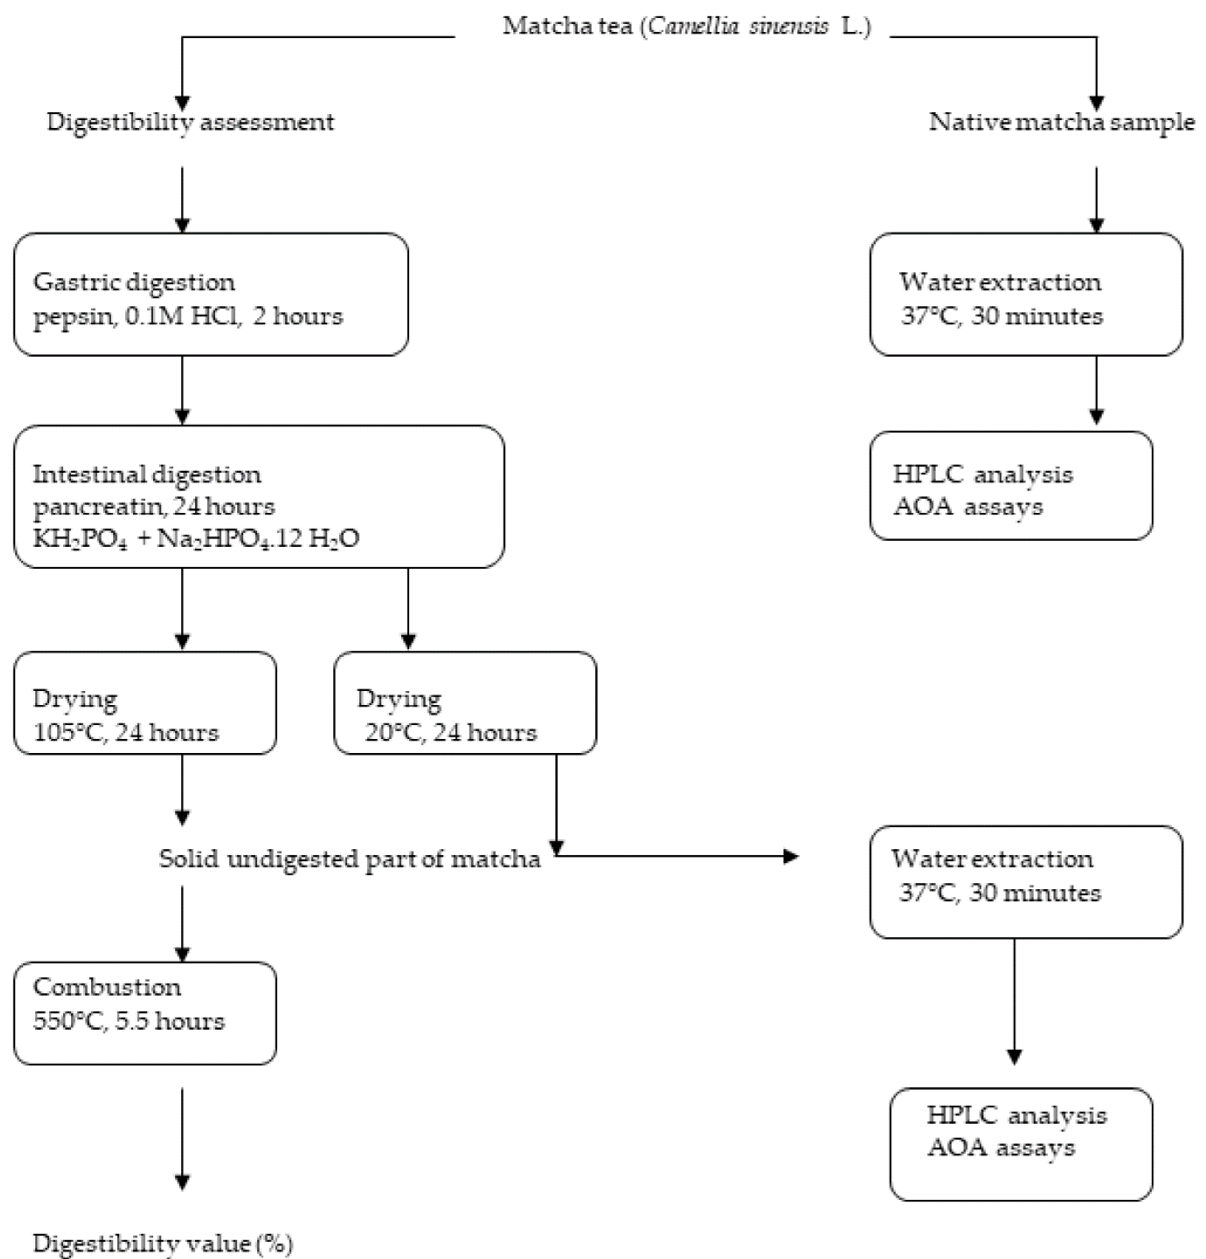 Matcha tea (Camellia sinensis L.)
Digestibility assessment
Native matcha sample
Gastric digestion
pepsin, 0.1M HCl, 2 hours
Water extraction
37°C, 30 minutes
Intestinal digestion
pancreatin, 24 hours
KH₂PO₄ + Na₂HPO₄.12 H₂O
HPLC analysis
AOA assays
Drying
105°C, 24 hours
Drying
20°C, 24 hours
Solid undigested part of matcha
Water extraction
37°C, 30 minutes
Combustion
550°C, 5.5 hours
HPLC analysis
AOA assays
Digestibility value (%)